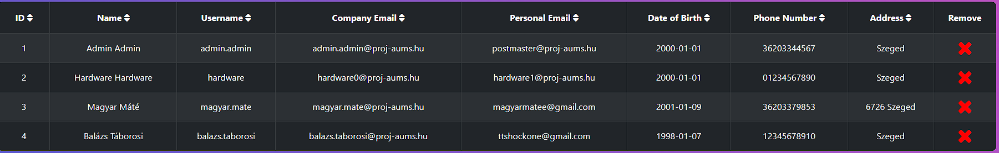 ID Name Username Company Email Personal Email Date of Birth Phone Number Address Remove
1 Admin Admin admin.admin admin.admin@proj-aums.hu postmaster@proj-aums.hu 2000-01-01 36203344567 Szeged
2 Hardware Hardware hardware hardware0@proj-aums.hu hardware1@proj-aums.hu 2000-01-01 01234567890 Szeged
3 Magyar Máté magyar.mate magyar.mate@proj-aums.hu magyarmatee@gmail.com 2001-01-09 36203379853 6726 Szeged
4 Balázs Táborosi balazs.taborosi balazs.taborosi@proj-aums.hu ttshockone@gmail.com 1998-01-07 12345678910 Szeged